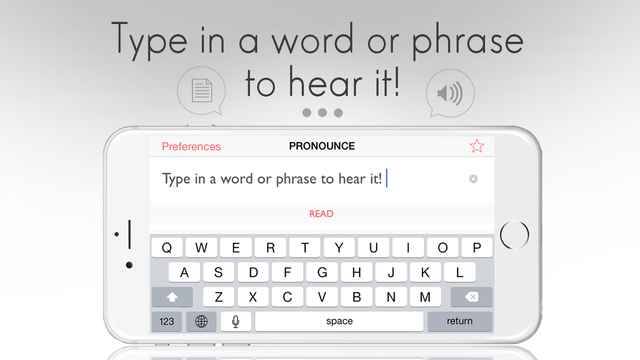 Type in a word or phrase
to hear it!
Preferences PRONOUNCE
Type in a word or phrase to hear it!
READ
Q W E R T Y U I O P
A S D F G H J K L
Z X C V B N M
123 space return